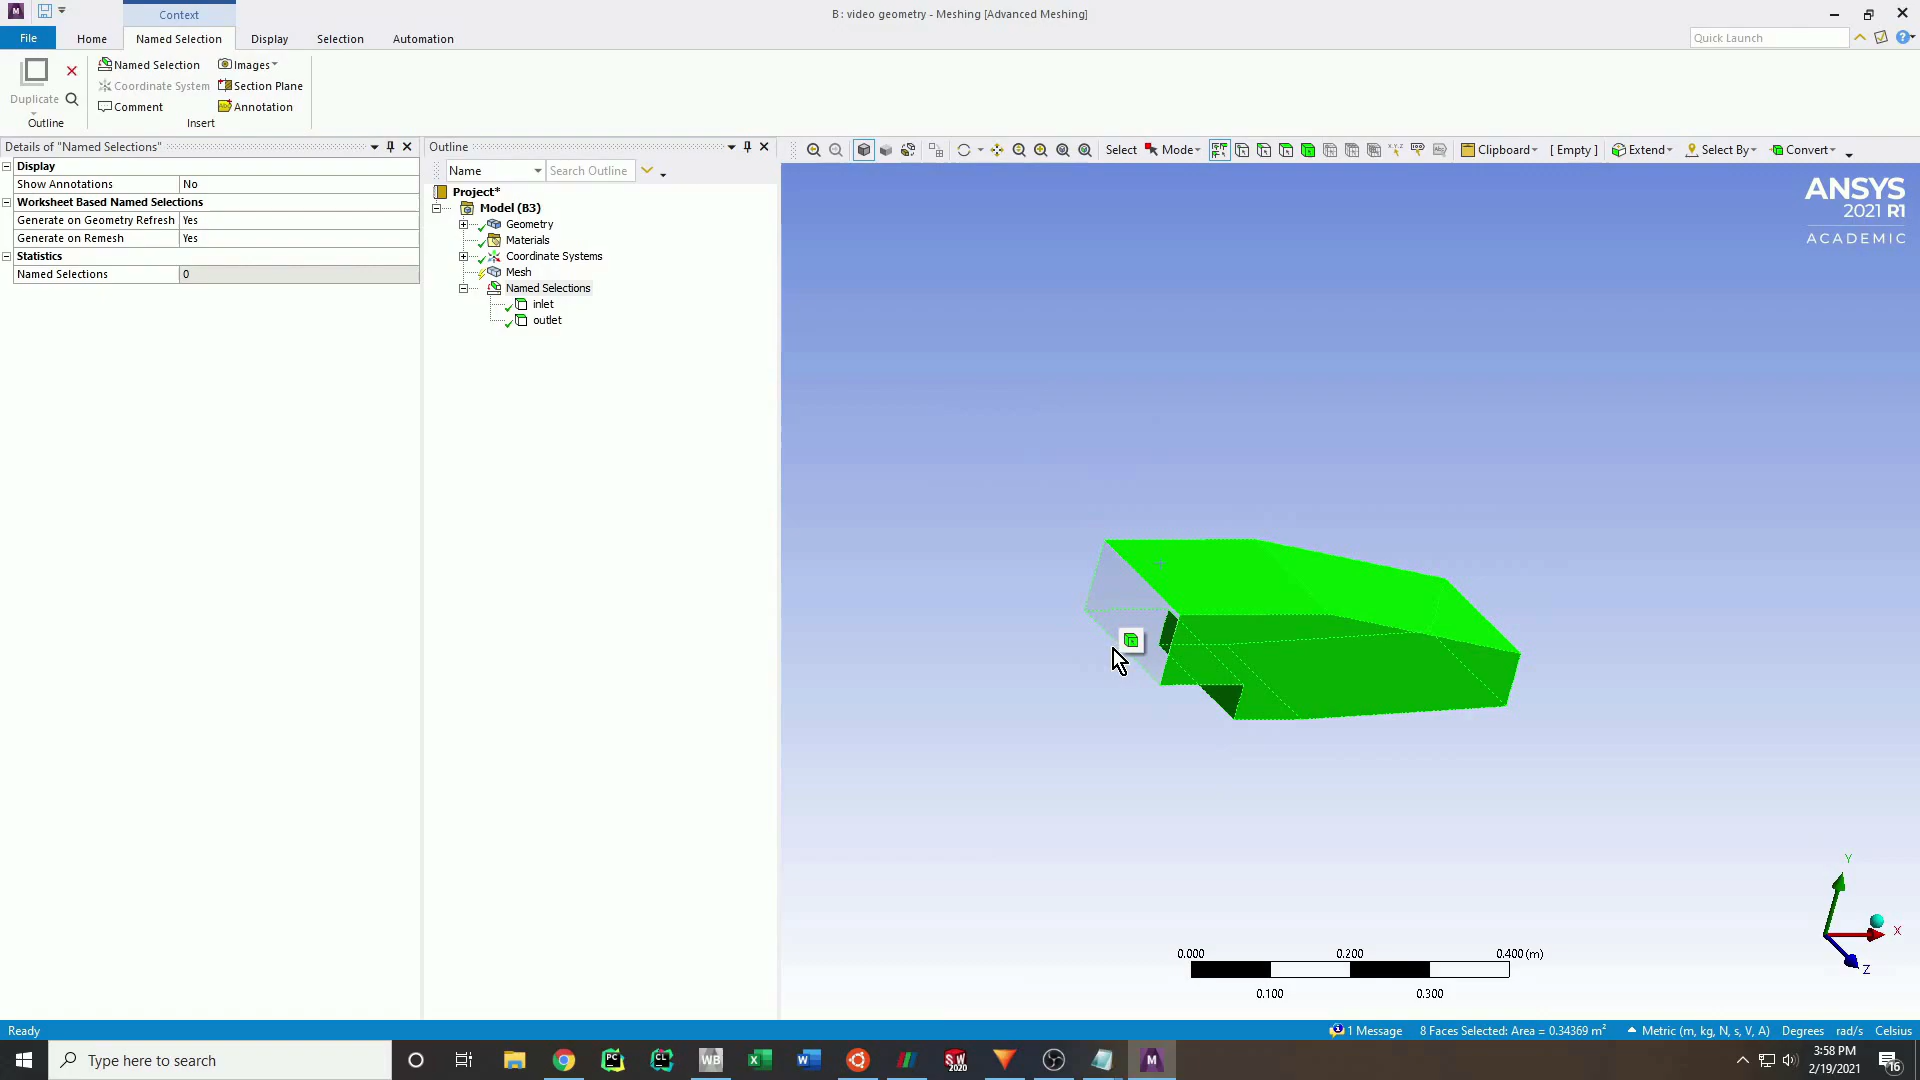 Context
B : video geometry - Meshing [Advanced Meshing]
File Home Named Selection Display Selection Automation
Quick Launch
Duplicate
Outline
Named Selection
Images
Coordinate System
Section Plane
Comment
Annotation
Insert
Details of "Named Selections"
Display
Show Annotations No
Worksheet Based Named Selections
Generate on Geometry Refresh Yes
Generate on Remesh Yes
Statistics
Named Selections 0
Outline
Name Search Outline
Project*
Model (B3)
Geometry
Materials
Coordinate Systems
Mesh
Named Selections
inlet
outlet
Select Mode Clipboard [ Empty ] Extend Select By Convert
ANSYS
2021 R1
ACADEMIC
Y
X
Z
0.000 0.200 0.400 (m)
0.100 0.300
Ready
1 Message 8 Faces Selected: Area = 0.34369 m² Metric (m, kg, N, s, V, A) Degrees rad/s Celsius
Type here to search
PC
CL
WB
SW
2020
M
3:58 PM
2/19/2021
16